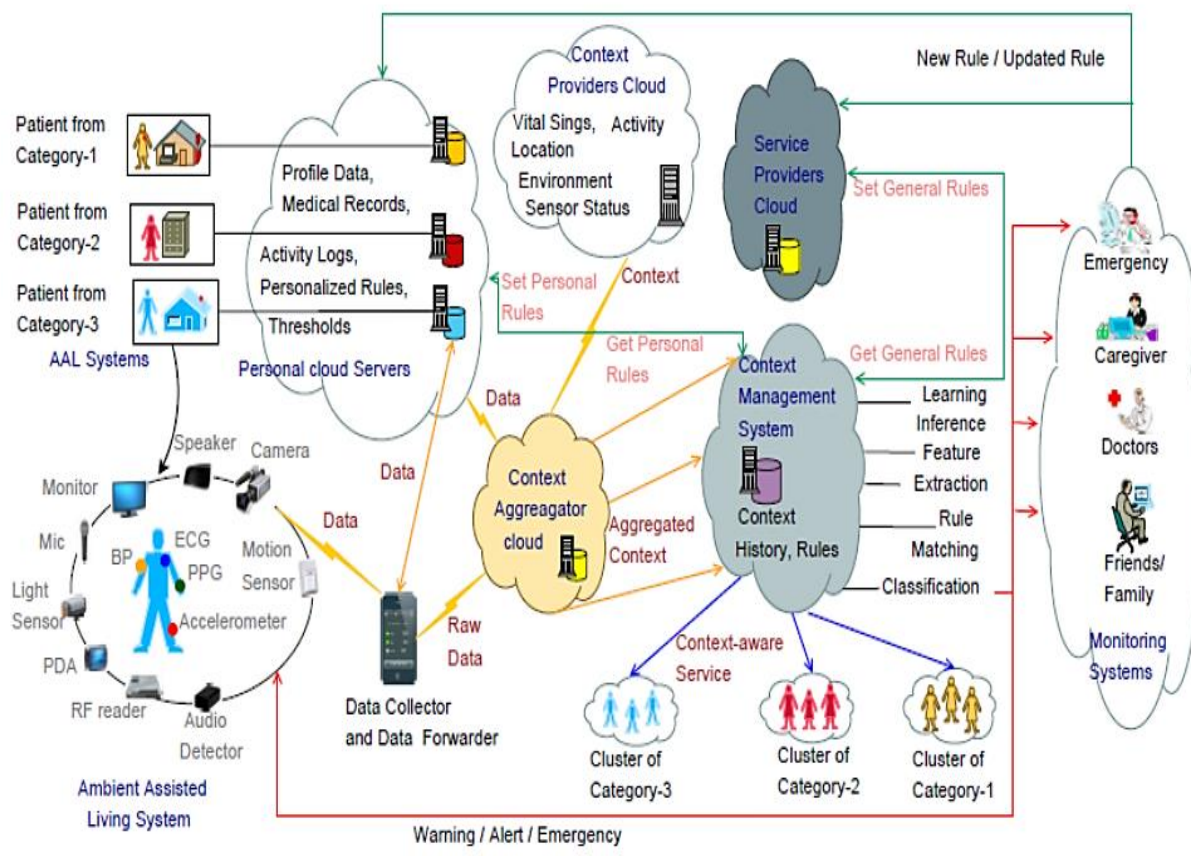 Context
Providers Cloud
Vital Sings, Activity
Location
Environment
Sensor Status
New Rule / Updated Rule
Patient from
Category-1
Patient from
Category-2
Patient from
Category-3
AAL Systems
Profile Data,
Medical Records,
Activity Logs,
Personalized Rules,
Thresholds
Personal cloud Servers
Service
Providers
Cloud
Set General Rules
Set Personal
Rules
Context
Get Personal
Rules
Get General Rules
Emergency
Caregiver
Doctors
Friends/
Family
Monitoring
Systems
Context
Management
System
Context
History, Rules
Learning
Inference
Feature
Extraction
Rule
Matching
Classification
Data
Data
Data
Context
Aggreagator
cloud
Aggregated
Context
Raw
Data
Speaker
Camera
Monitor
Mic
Light
Sensor
PDA
RF reader
Audio
Detector
Motion
Sensor
ECG
BP
PPG
Accelerometer
Ambient Assisted
Living System
Data Collector
and Data Forwarder
Context-aware
Service
Cluster of
Category-3
Cluster of
Category-2
Cluster of
Category-1
Warning / Alert / Emergency